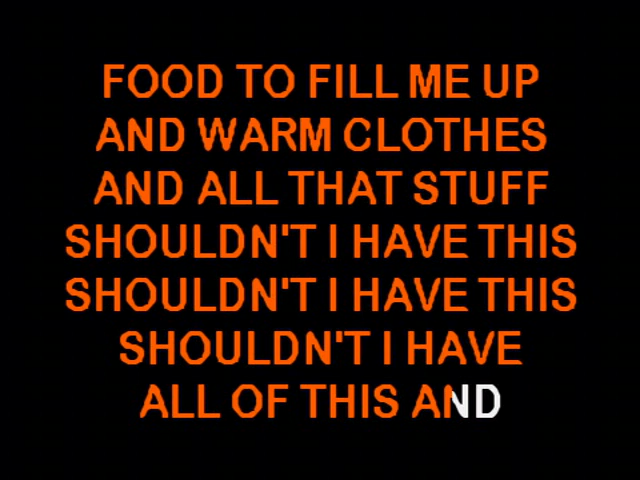 FOOD TO FILL ME UP
AND WARM CLOTHES
AND ALL THAT STUFF
SHOULDN'T I HAVE THIS
SHOULDN'T I HAVE THIS
SHOULDN'T I HAVE
ALL OF THIS AND